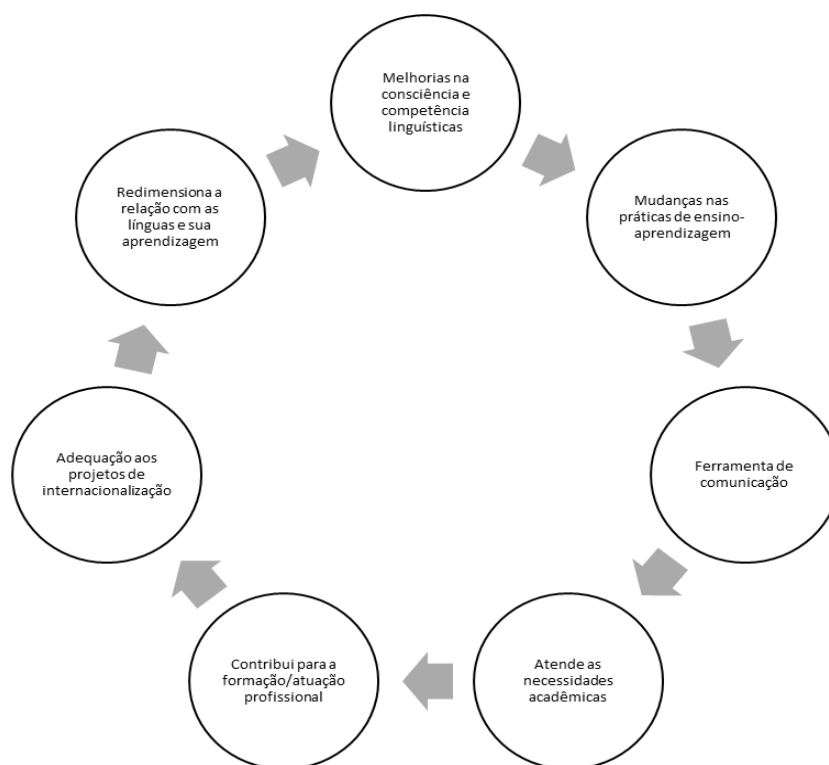 Melhorias na
consciência e
competência
linguísticas
Mudanças nas
práticas de ensino-
aprendizagem
Ferramenta de
comunicação
Atende as
necessidades
acadêmicas
Contribui para a
formação/atuação
profissional
Adequação aos
projetos de
internacionalização
Redimensiona a
relação com as
línguas e sua
aprendizagem